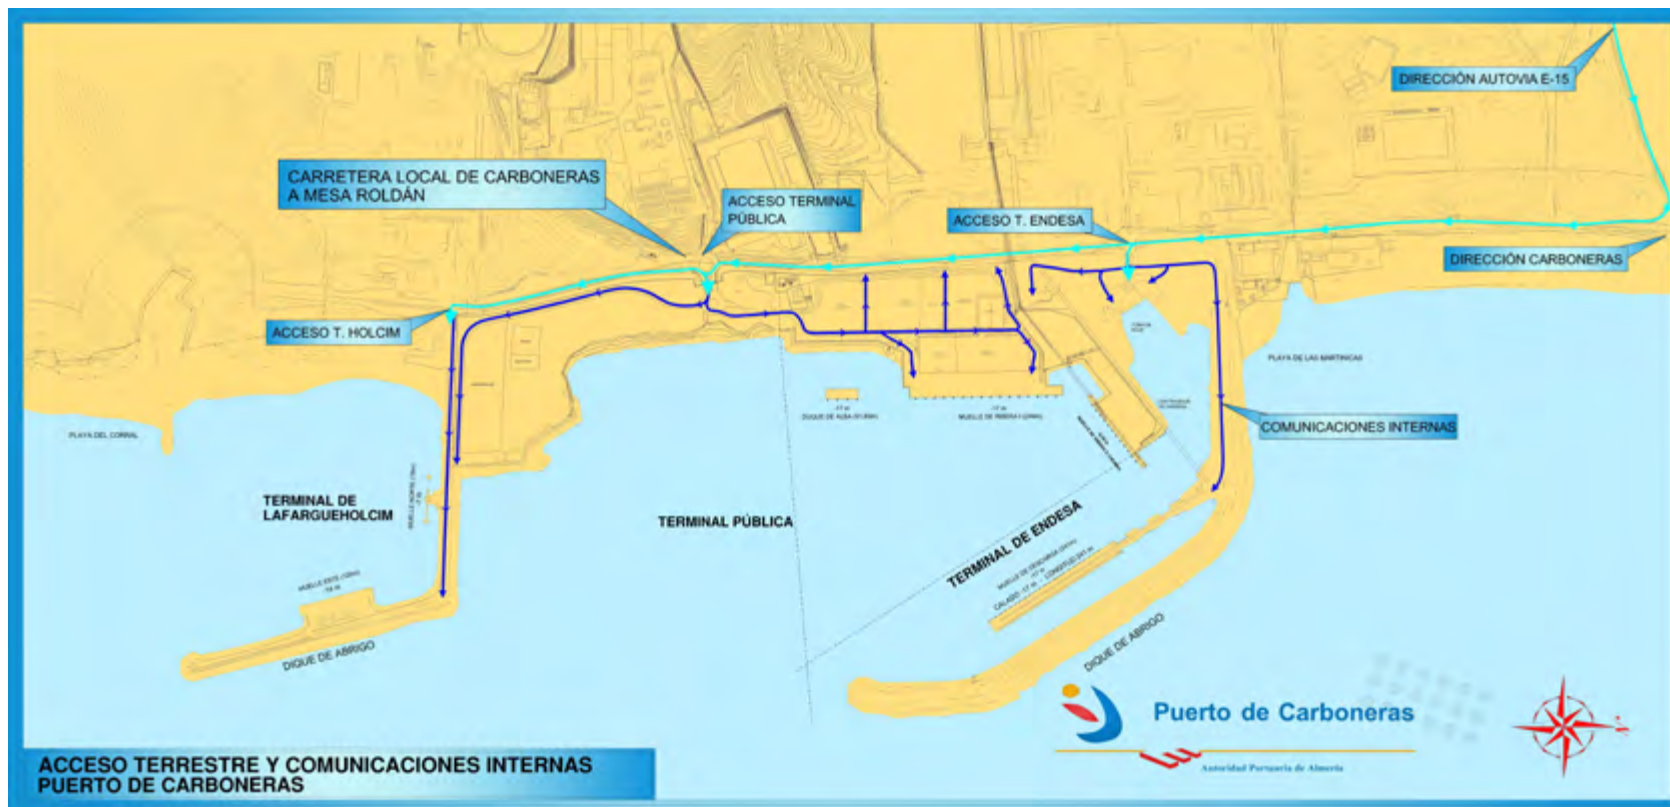 DIRECCIÓN AUTOVIA E-15
CARRETERA LOCAL DE CARBONERAS
A MESA ROLDÁN
ACCESO TERMINAL
PÚBLICA
ACCESO T. ENDESA
DIRECCIÓN CARBONERAS
ACCESO T. HOLCIM
PLAYA DE LAS MARTINICAS
-17 m
-17 m
COMUNICACIONES INTERNAS
PLAYA DEL CORRAL
TERMINAL DE
LAFARGUEHOLCIM
TERMINAL PÚBLICA
TERMINAL DE ENDESA
DIQUE DE ABRIGO
DIQUE DE ABRIGO
Puerto de Carboneras
Autoridad Portuaria de Almería
ACCESO TERRESTRE Y COMUNICACIONES INTERNAS
PUERTO DE CARBONERAS